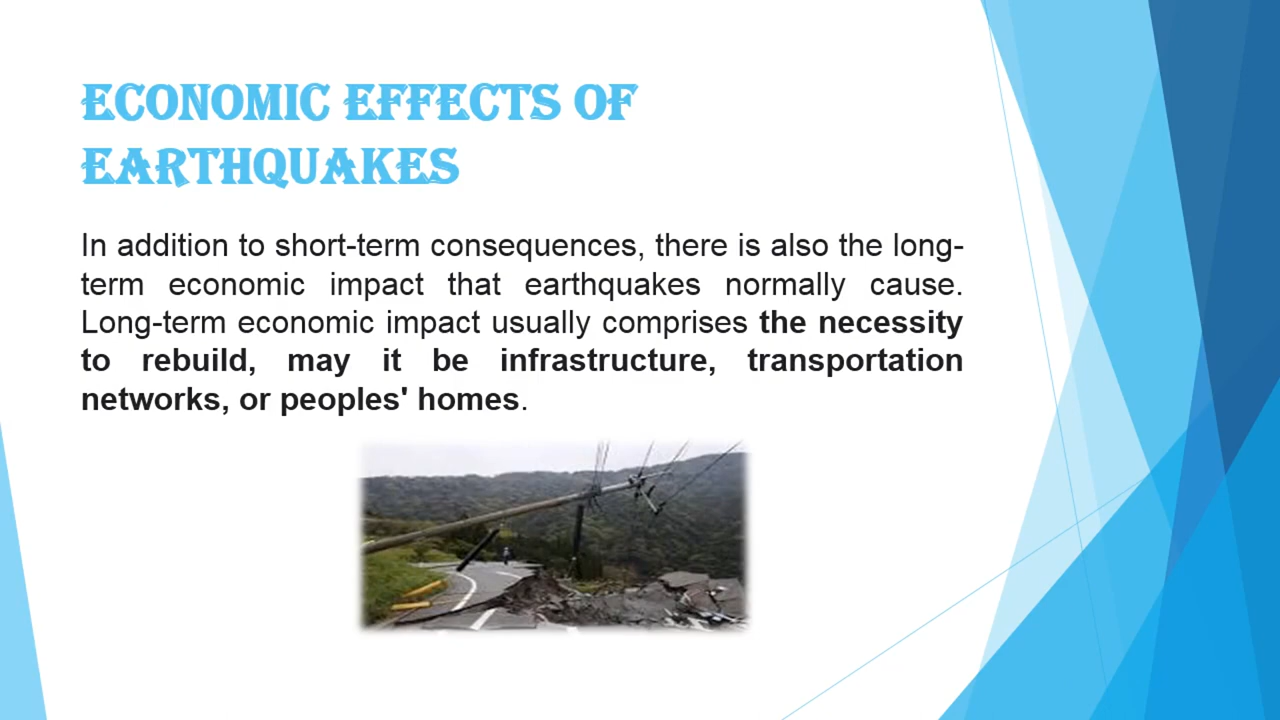 ECONOMIC EFFECTS OF
EARTHQUAKES
In addition to short-term consequences, there is also the long-
term economic impact that earthquakes normally cause.
Long-term economic impact usually comprises the necessity
to rebuild, may it be infrastructure, transportation
networks, or peoples' homes.